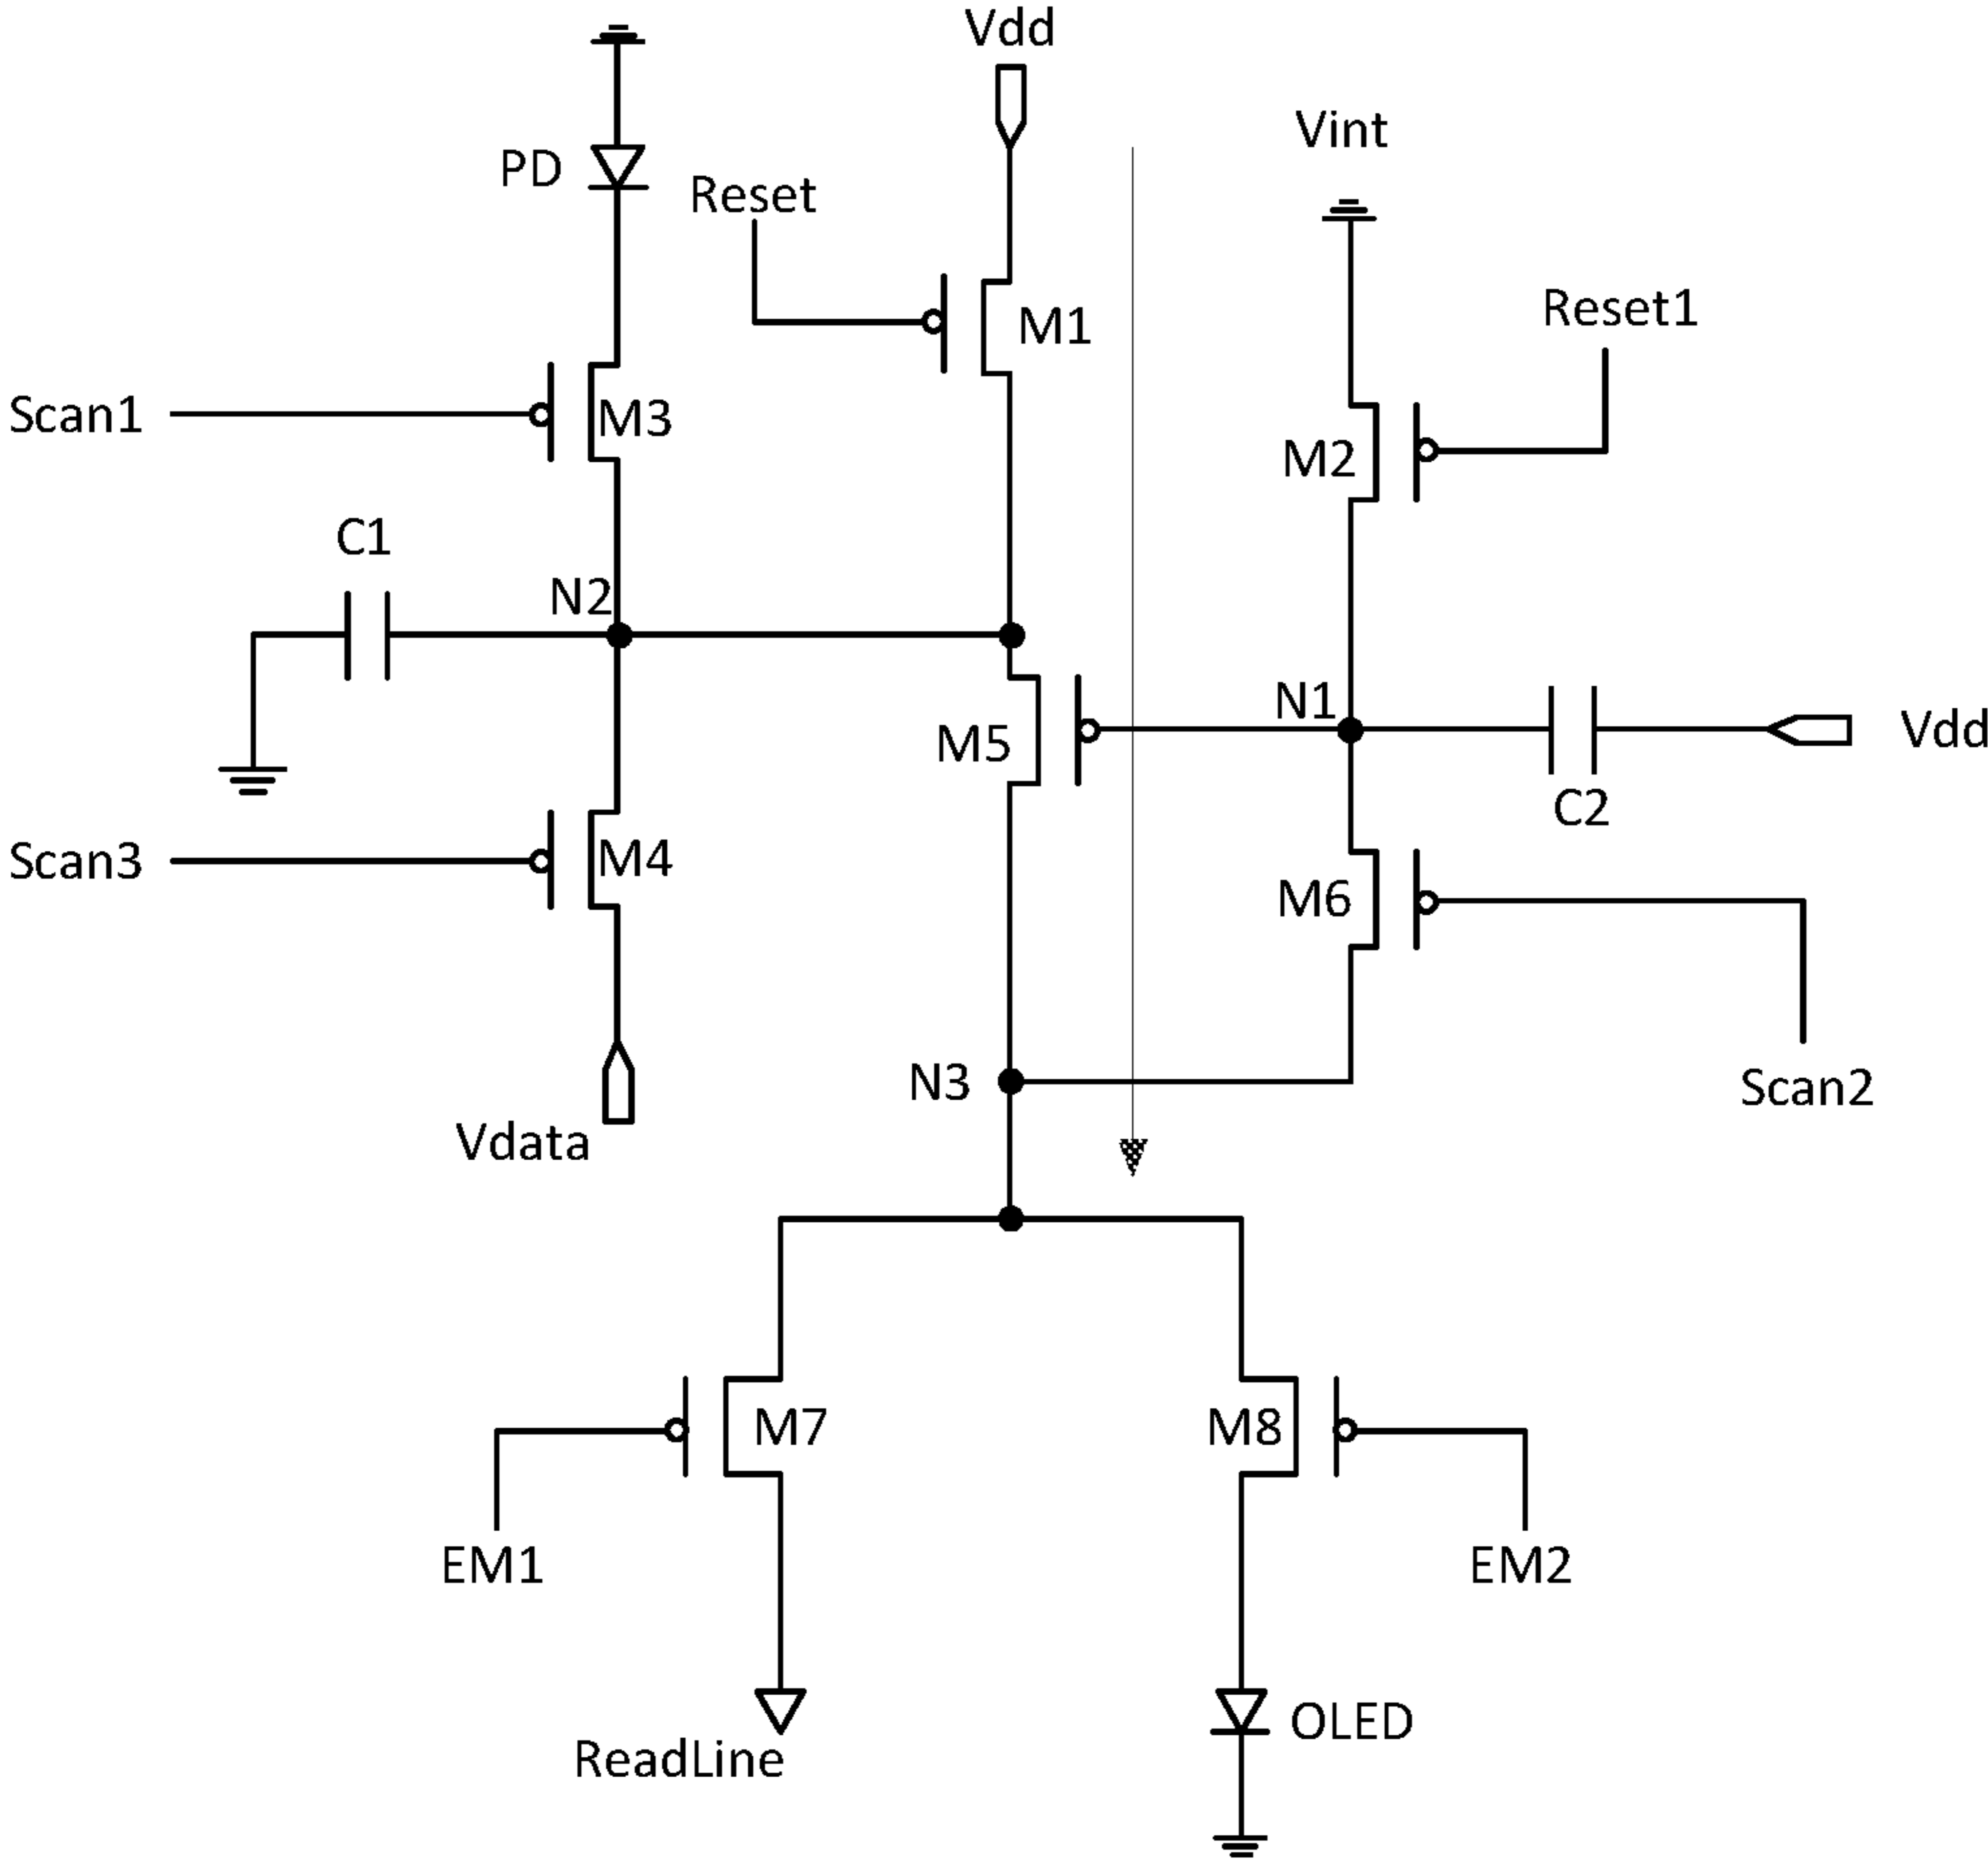 Vdd
Vint
PD
Reset
Reset1
M1
Scan1
M3
M2
C1
N2
N1
M5
Vdd
C2
Scan3
M4
M6
N3
Scan2
Vdata
M7
M8
EM1
EM2
OLED
ReadLine